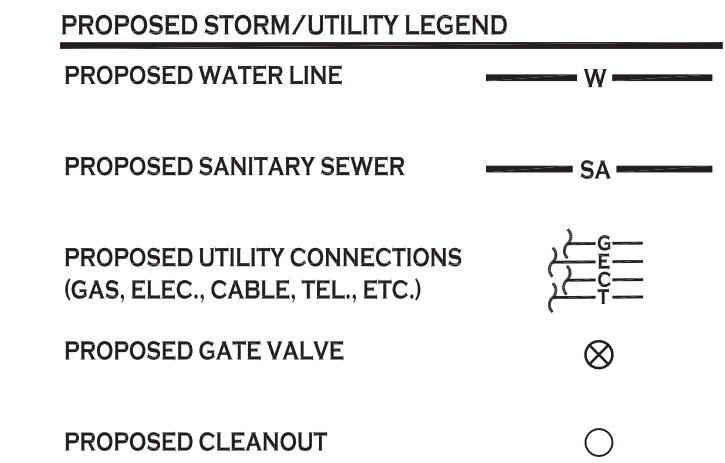 PROPOSED STORM/UTILITY LEGEND
PROPOSED WATER LINE W
PROPOSED SANITARY SEWER SA
PROPOSED UTILITY CONNECTIONS
(GAS, ELEC., CABLE, TEL., ETC.)
G
E
C
T
PROPOSED GATE VALVE
PROPOSED CLEANOUT